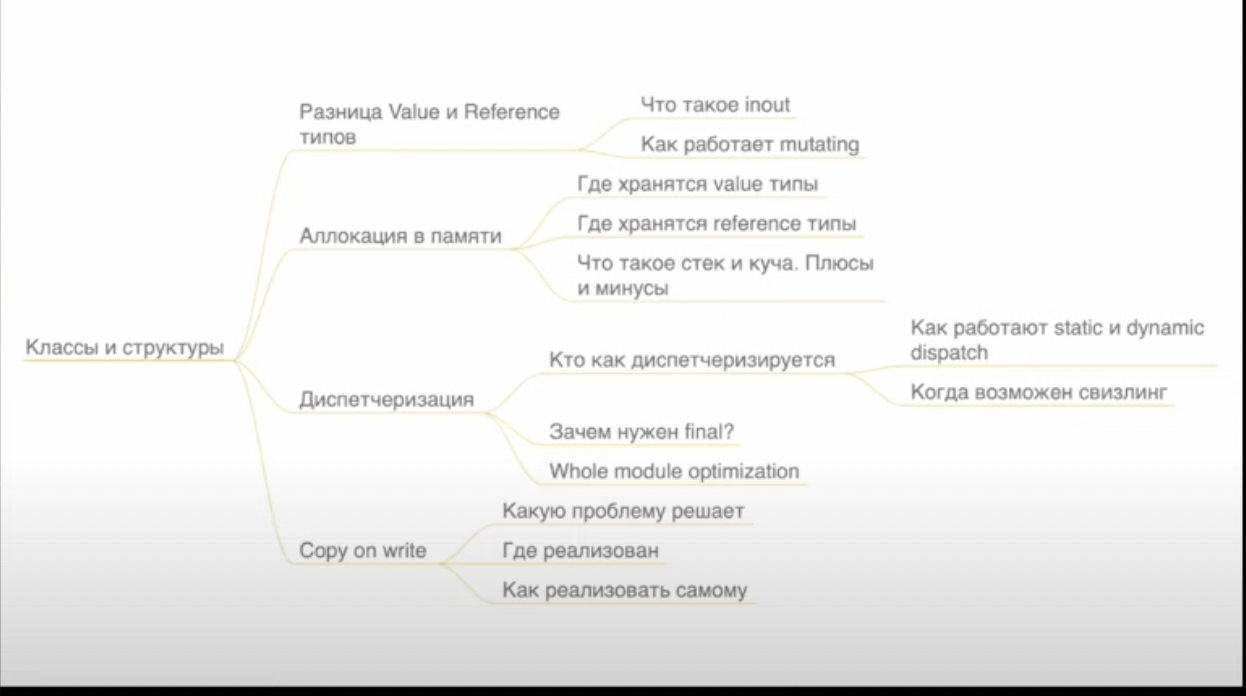 Классы и структуры
Разница Value и Reference
типов
Что такое inout
Как работает mutating
Аллокация в памяти
Где хранятся value типы
Где хранятся reference типы
Что такое стек и куча. Плюсы
и минусы
Диспетчеризация
Кто как диспетчеризируется
Как работают static и dynamic
dispatch
Когда возможен свизлинг
Зачем нужен final?
Whole module optimization
Copy on write
Какую проблему решает
Где реализован
Как реализовать самому